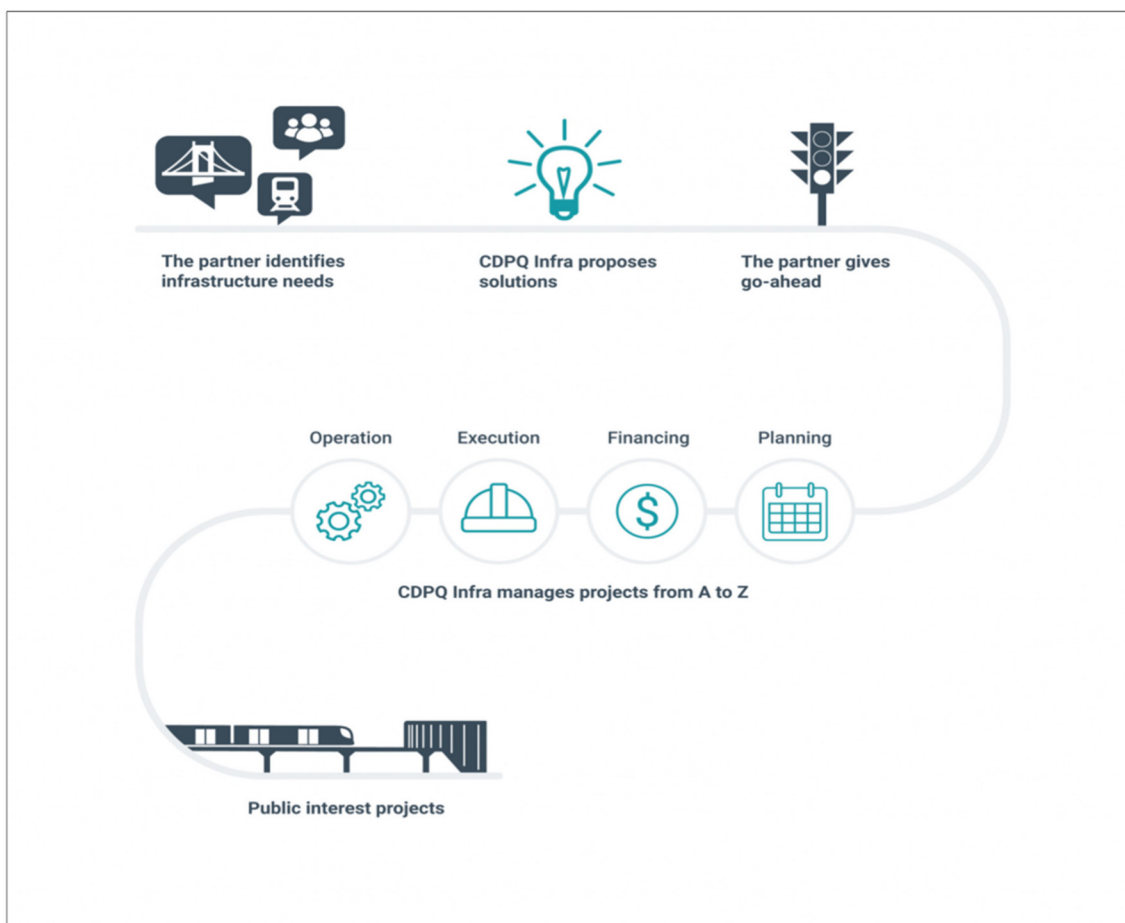 The partner identifies
infrastructure needs
CDPQ Infra proposes
solutions
The partner gives
go-ahead
Operation
Execution
Financing
Planning
$
CDPQ Infra manages projects from A to Z
Public interest projects